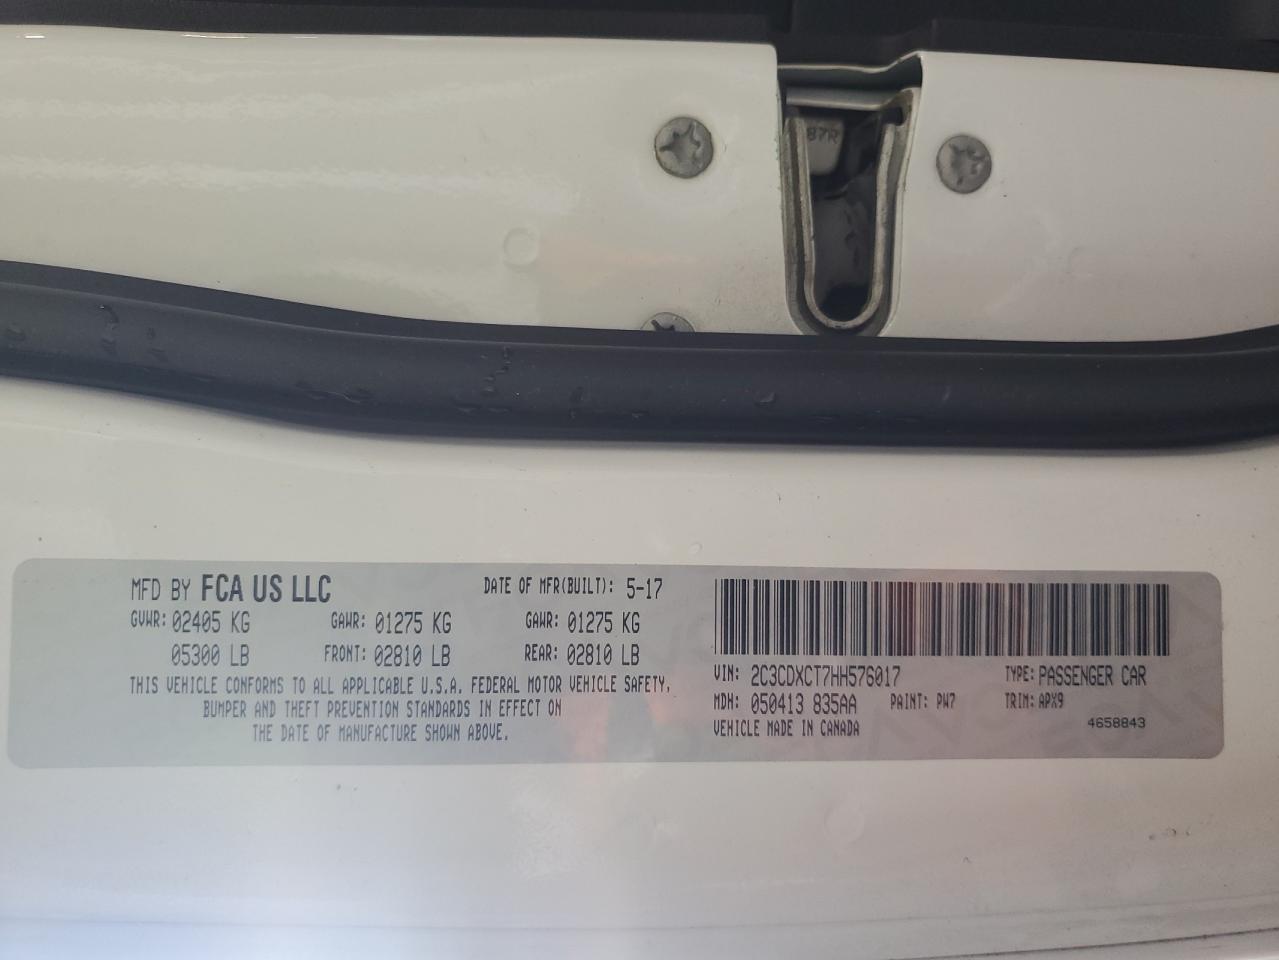 87R
MFD BY FCA US LLC DATE OF MFR(BUILT): 5-17
GVWR: 02405 KG GAWR: 01275 KG GAWR: 01275 KG
05300 LB FRONT: 02810 LB REAR: 02810 LB
THIS VEHICLE CONFORMS TO ALL APPLICABLE U.S.A. FEDERAL MOTOR VEHICLE SAFETY,
BUMPER AND THEFT PREVENTION STANDARDS IN EFFECT ON
THE DATE OF MANUFACTURE SHOWN ABOVE.
VIN: 2C3CDXCT7HH576017 TYPE: PASSENGER CAR
MDH: 050413 835AA PAINT: PW7 TRIM: APX9
VEHICLE MADE IN CANADA 4658843